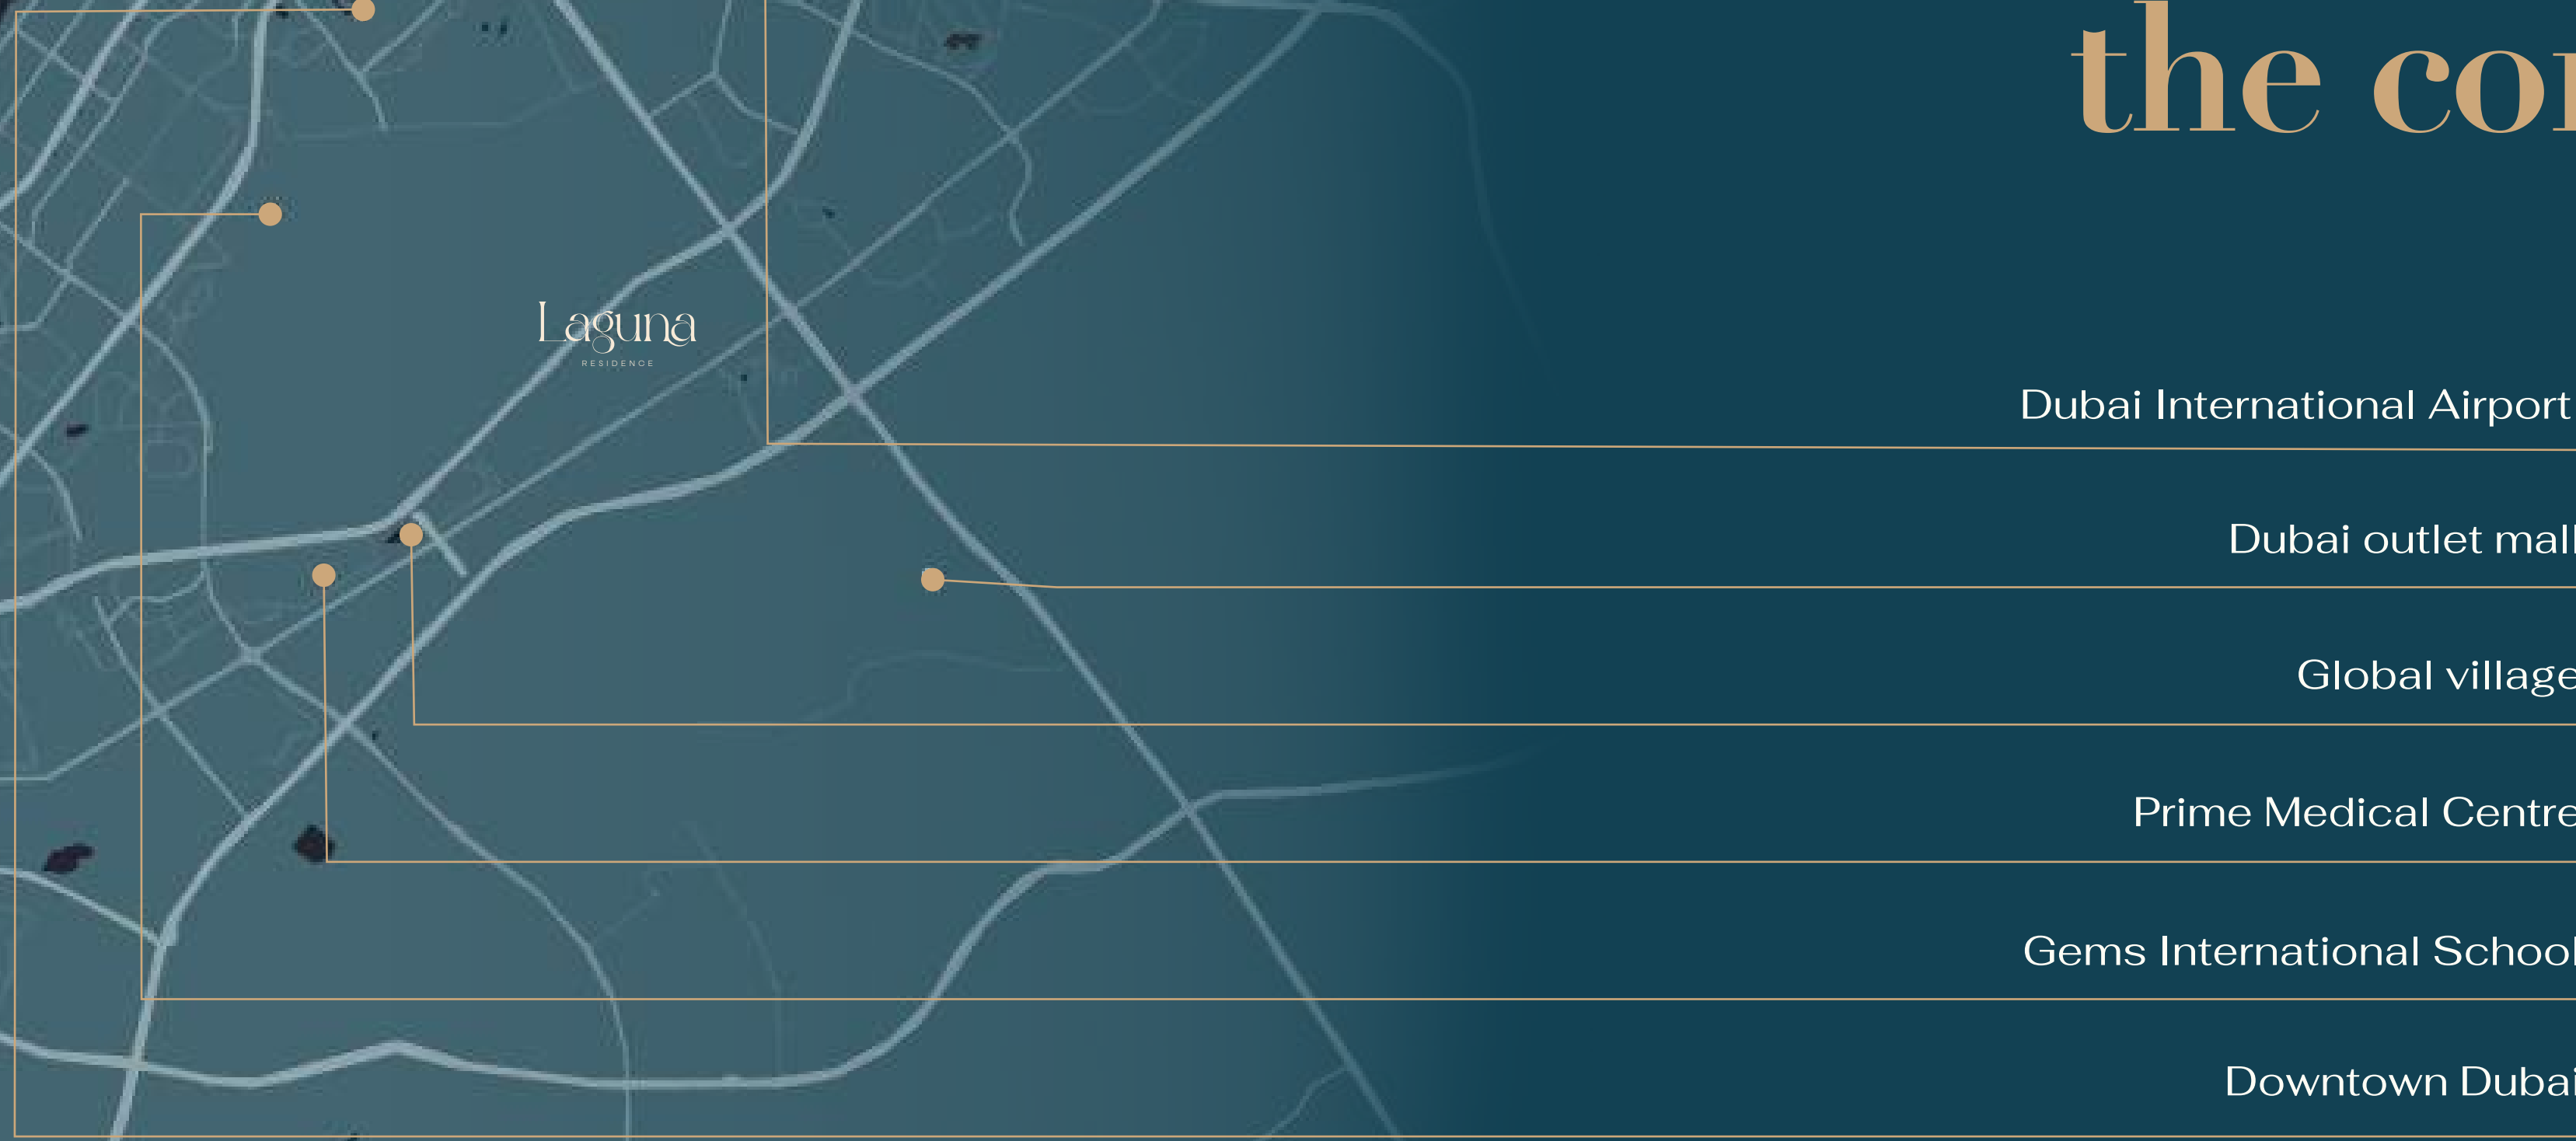 the cor
Laguna
RESIDENCE
Dubai International Airport
Dubai outlet mall
Global village
Prime Medical Centre
Gems International School
Downtown Dubai